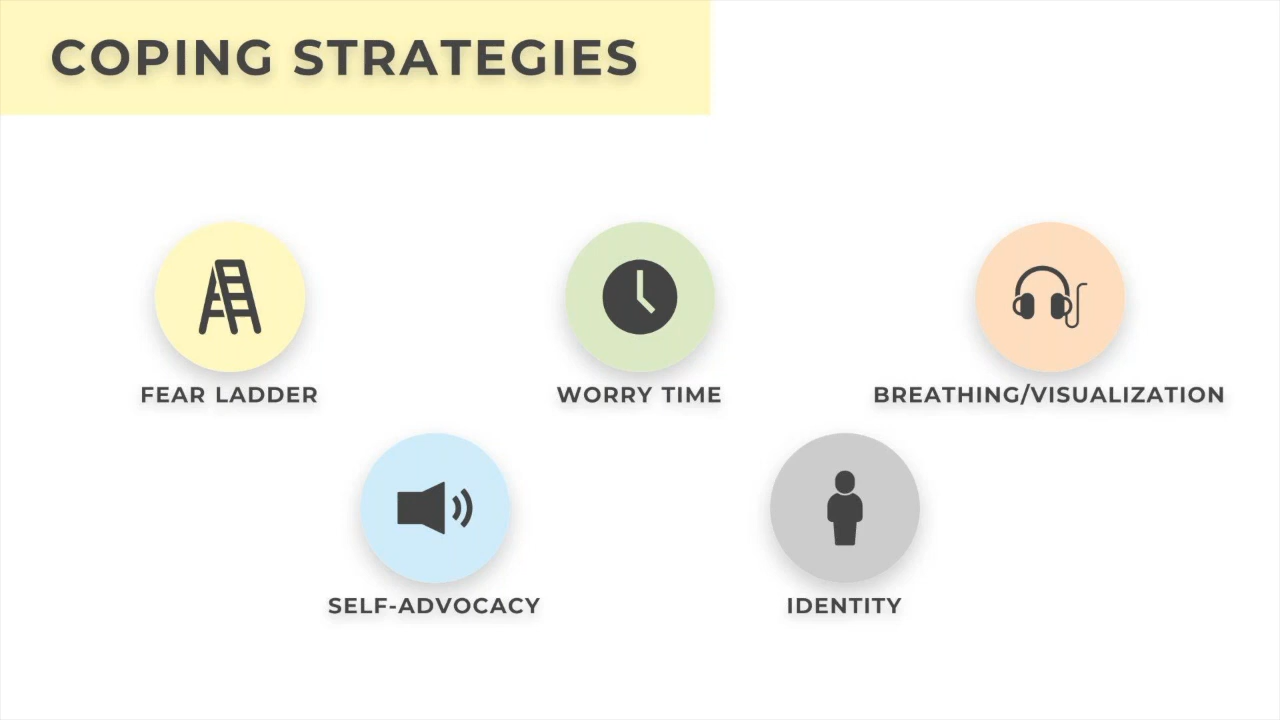 COPING STRATEGIES
FEAR LADDER
WORRY TIME
BREATHING/VISUALIZATION
SELF-ADVOCACY
IDENTITY